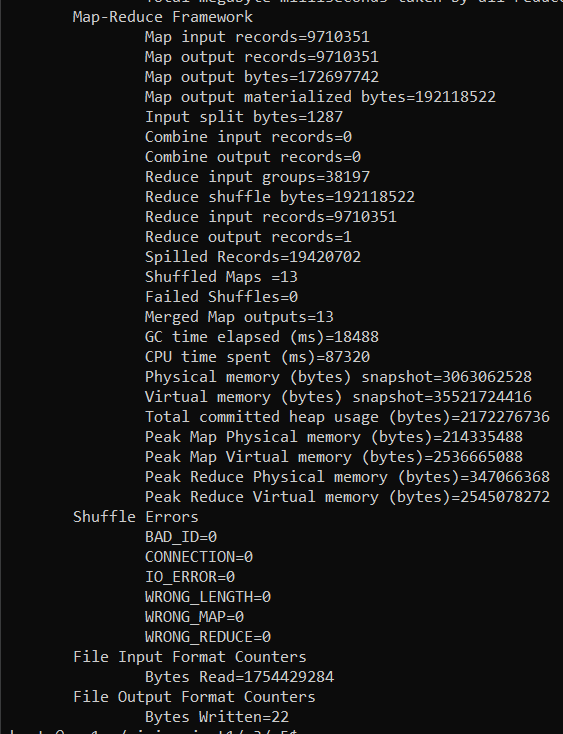 Total megabyte-milliseconds taken by all reduce
Map-Reduce Framework
Map input records=9710351
Map output records=9710351
Map output bytes=172697742
Map output materialized bytes=192118522
Input split bytes=1287
Combine input records=0
Combine output records=0
Reduce input groups=38197
Reduce shuffle bytes=192118522
Reduce input records=9710351
Reduce output records=1
Spilled Records=19420702
Shuffled Maps =13
Failed Shuffles=0
Merged Map outputs=13
GC time elapsed (ms)=18488
CPU time spent (ms)=87320
Physical memory (bytes) snapshot=3063062528
Virtual memory (bytes) snapshot=35521724416
Total committed heap usage (bytes)=2172276736
Peak Map Physical memory (bytes)=214335488
Peak Map Virtual memory (bytes)=2536665088
Peak Reduce Physical memory (bytes)=347066368
Peak Reduce Virtual memory (bytes)=2545078272
Shuffle Errors
BAD_ID=0
CONNECTION=0
IO_ERROR=0
WRONG_LENGTH=0
WRONG_MAP=0
WRONG_REDUCE=0
File Input Format Counters
Bytes Read=1754429284
File Output Format Counters
Bytes Written=22